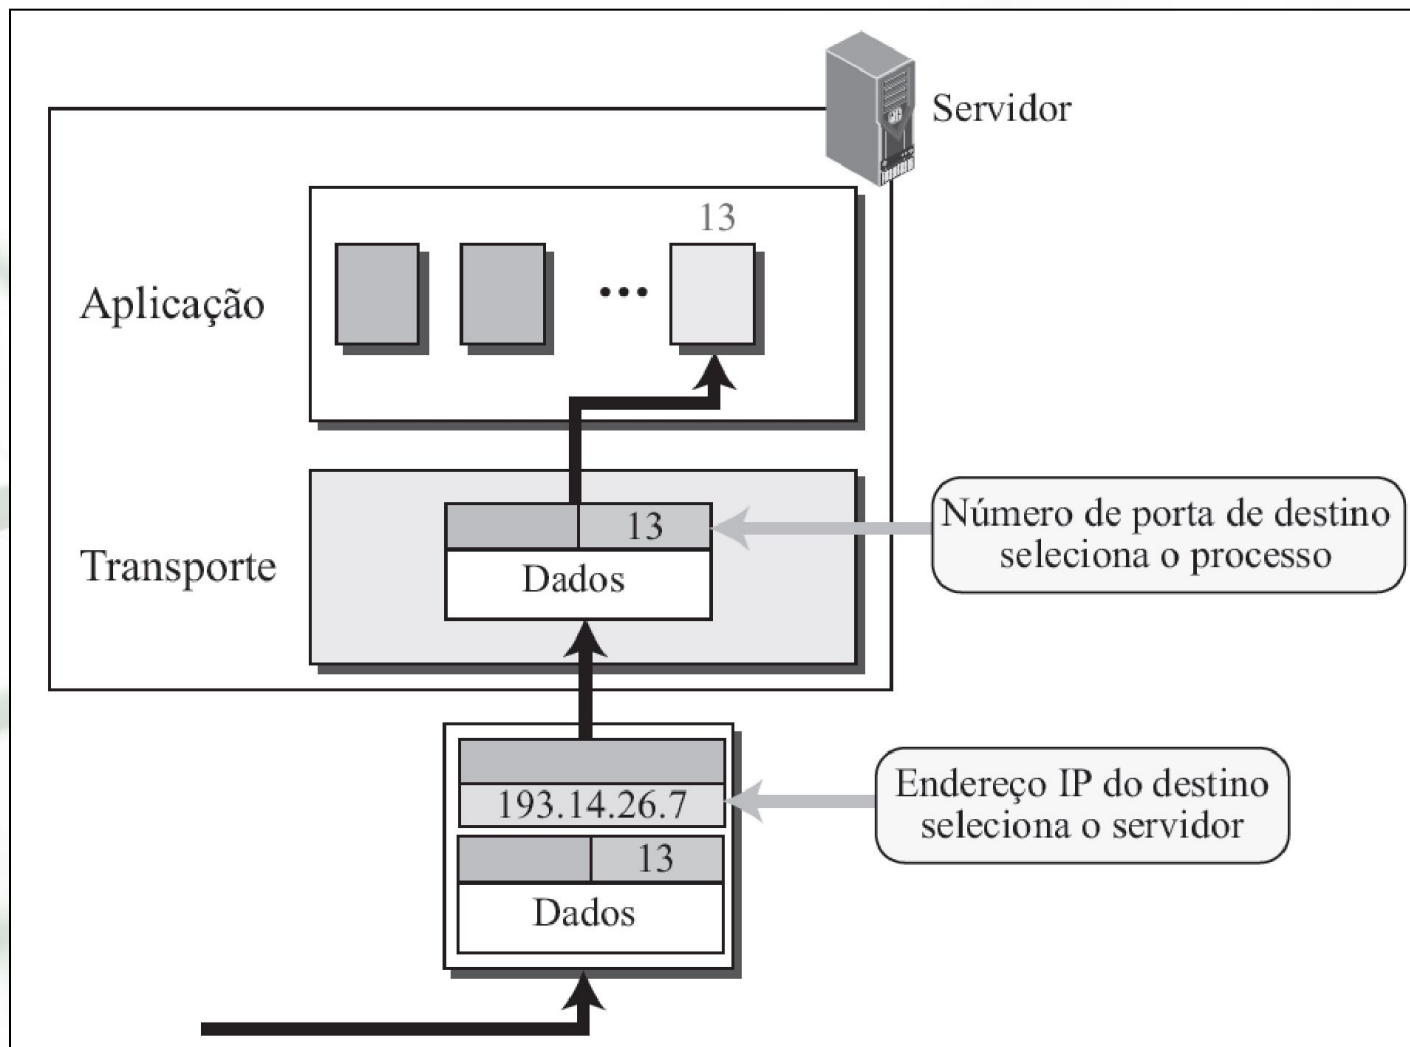 Servidor
13
Aplicação
•••
13
Número de porta de destino
seleciona o processo
Transporte
Dados
193.14.26.7
Endereço IP do destino
seleciona o servidor
13
Dados